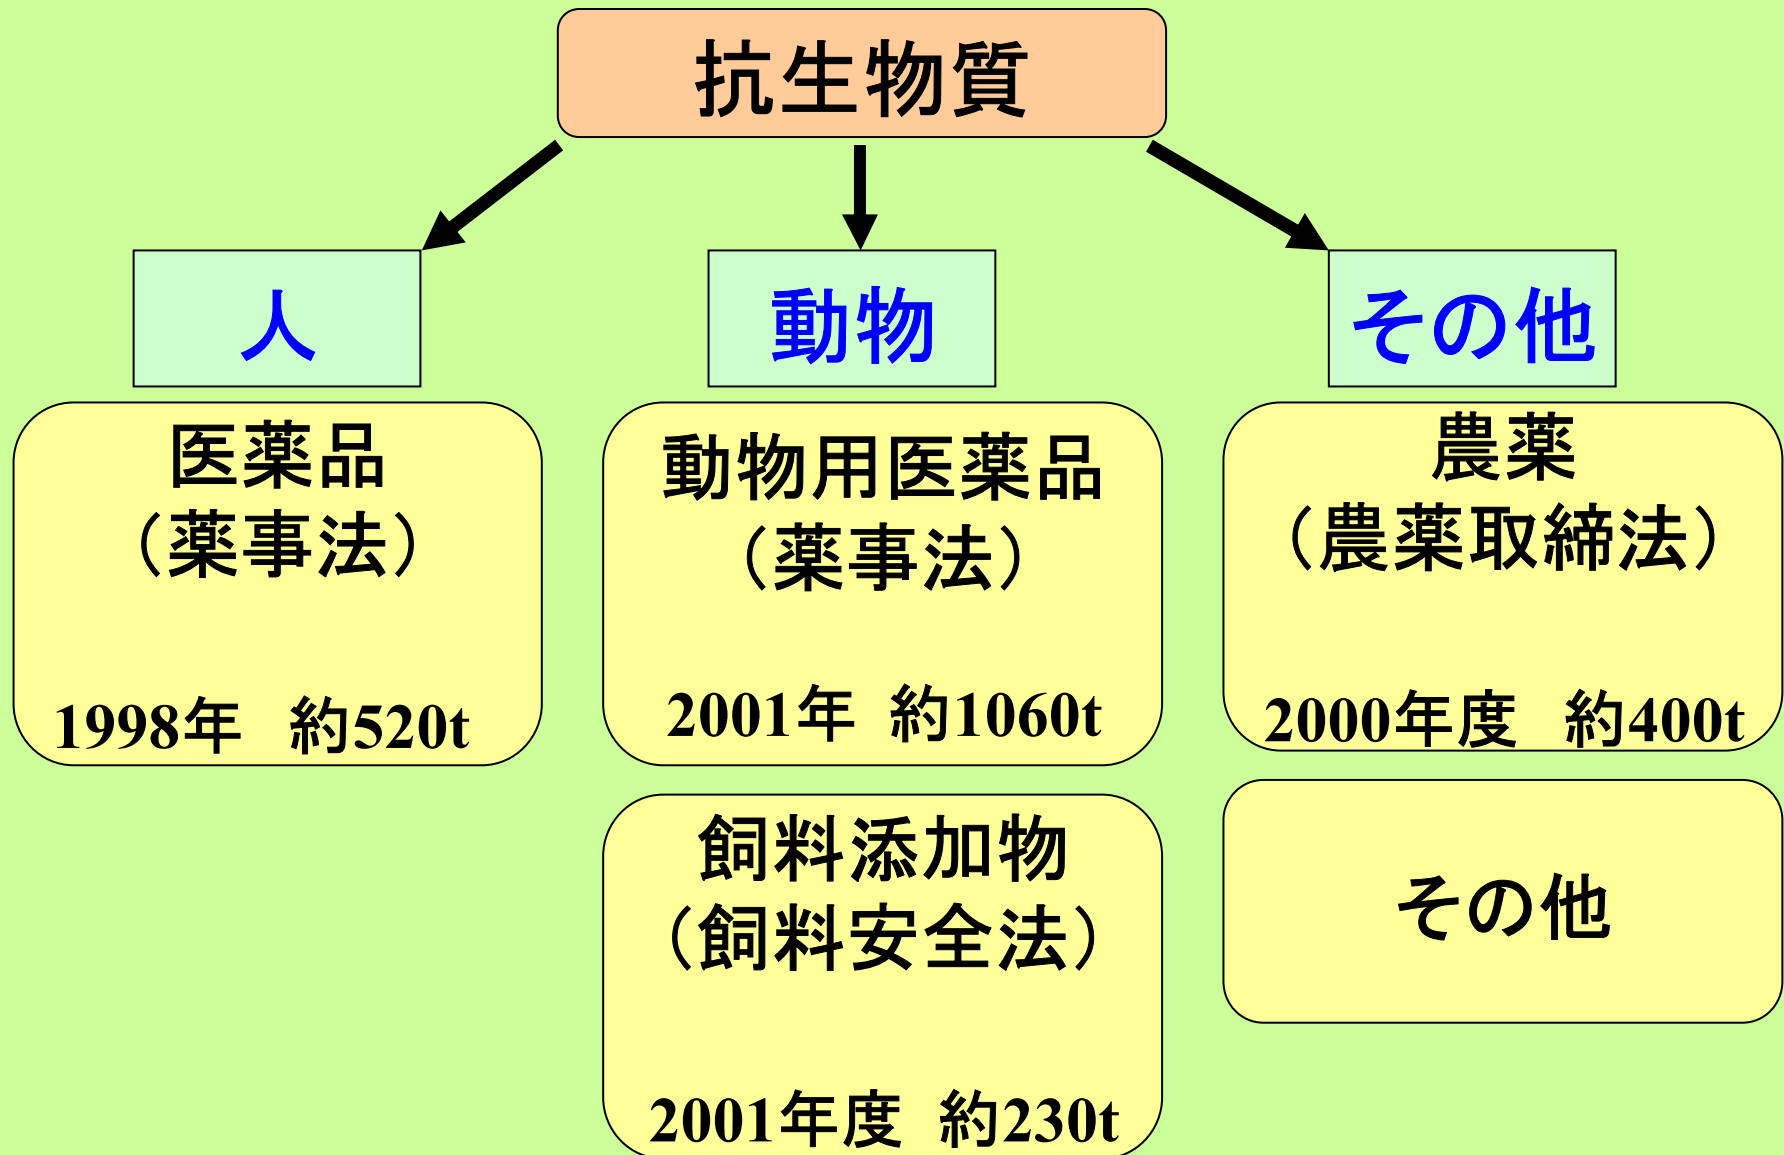 抗生物質
人
医薬品
（薬事法）
1998年 約520t
動物
動物用医薬品
（薬事法）
2001年 約1060t
飼料添加物
（飼料安全法）
2001年度 約230t
その他
農薬
（農薬取締法）
2000年度 約400t
その他